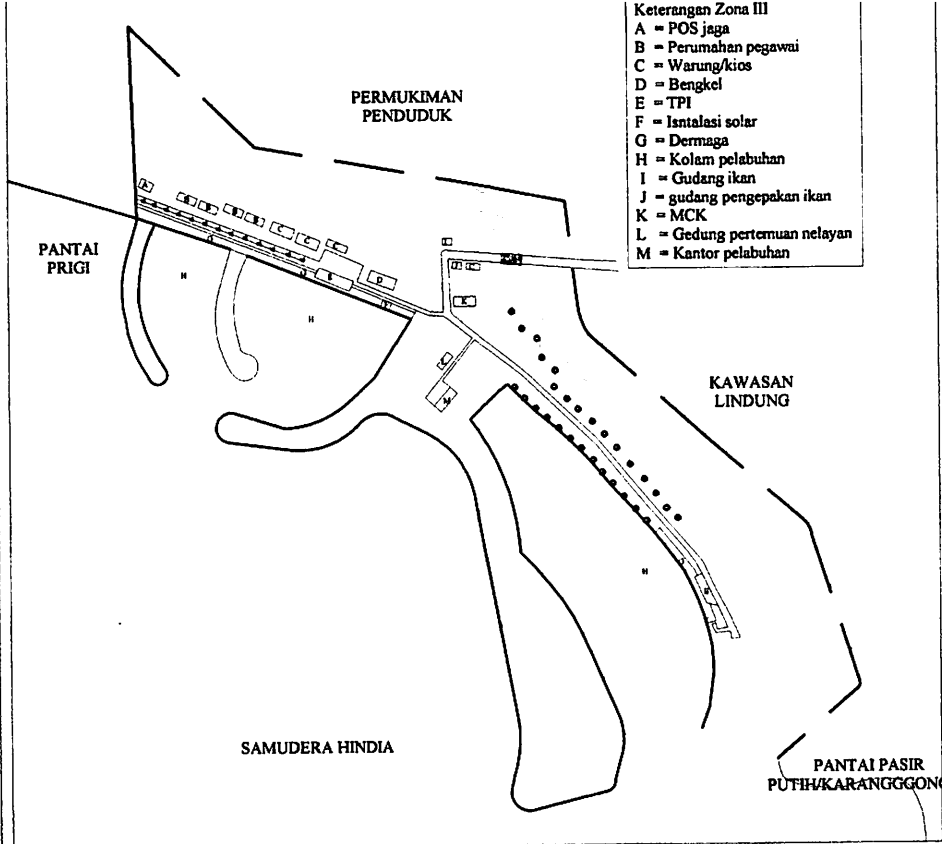 Keterangan Zona III
A = POS jaga
B = Perumahan pegawai
C = Warung/kios
D = Bengkel
E = TPI
F = Isntalasi solar
G = Dermaga
H = Kolam pelabuhan
I = Gudang ikan
J = gudang pengepakan ikan
K = MCK
L = Gedung pertemuan nelayan
M = Kantor pelabuhan
PERMUKIMAN
PENDUDUK
PANTAI
PRIGI
A
H
H
D
K
M
KAWASAN
LINDUNG
H
SAMUDERA HINDIA
PANTAI PASIR
PUTIH/KARANGGGONG